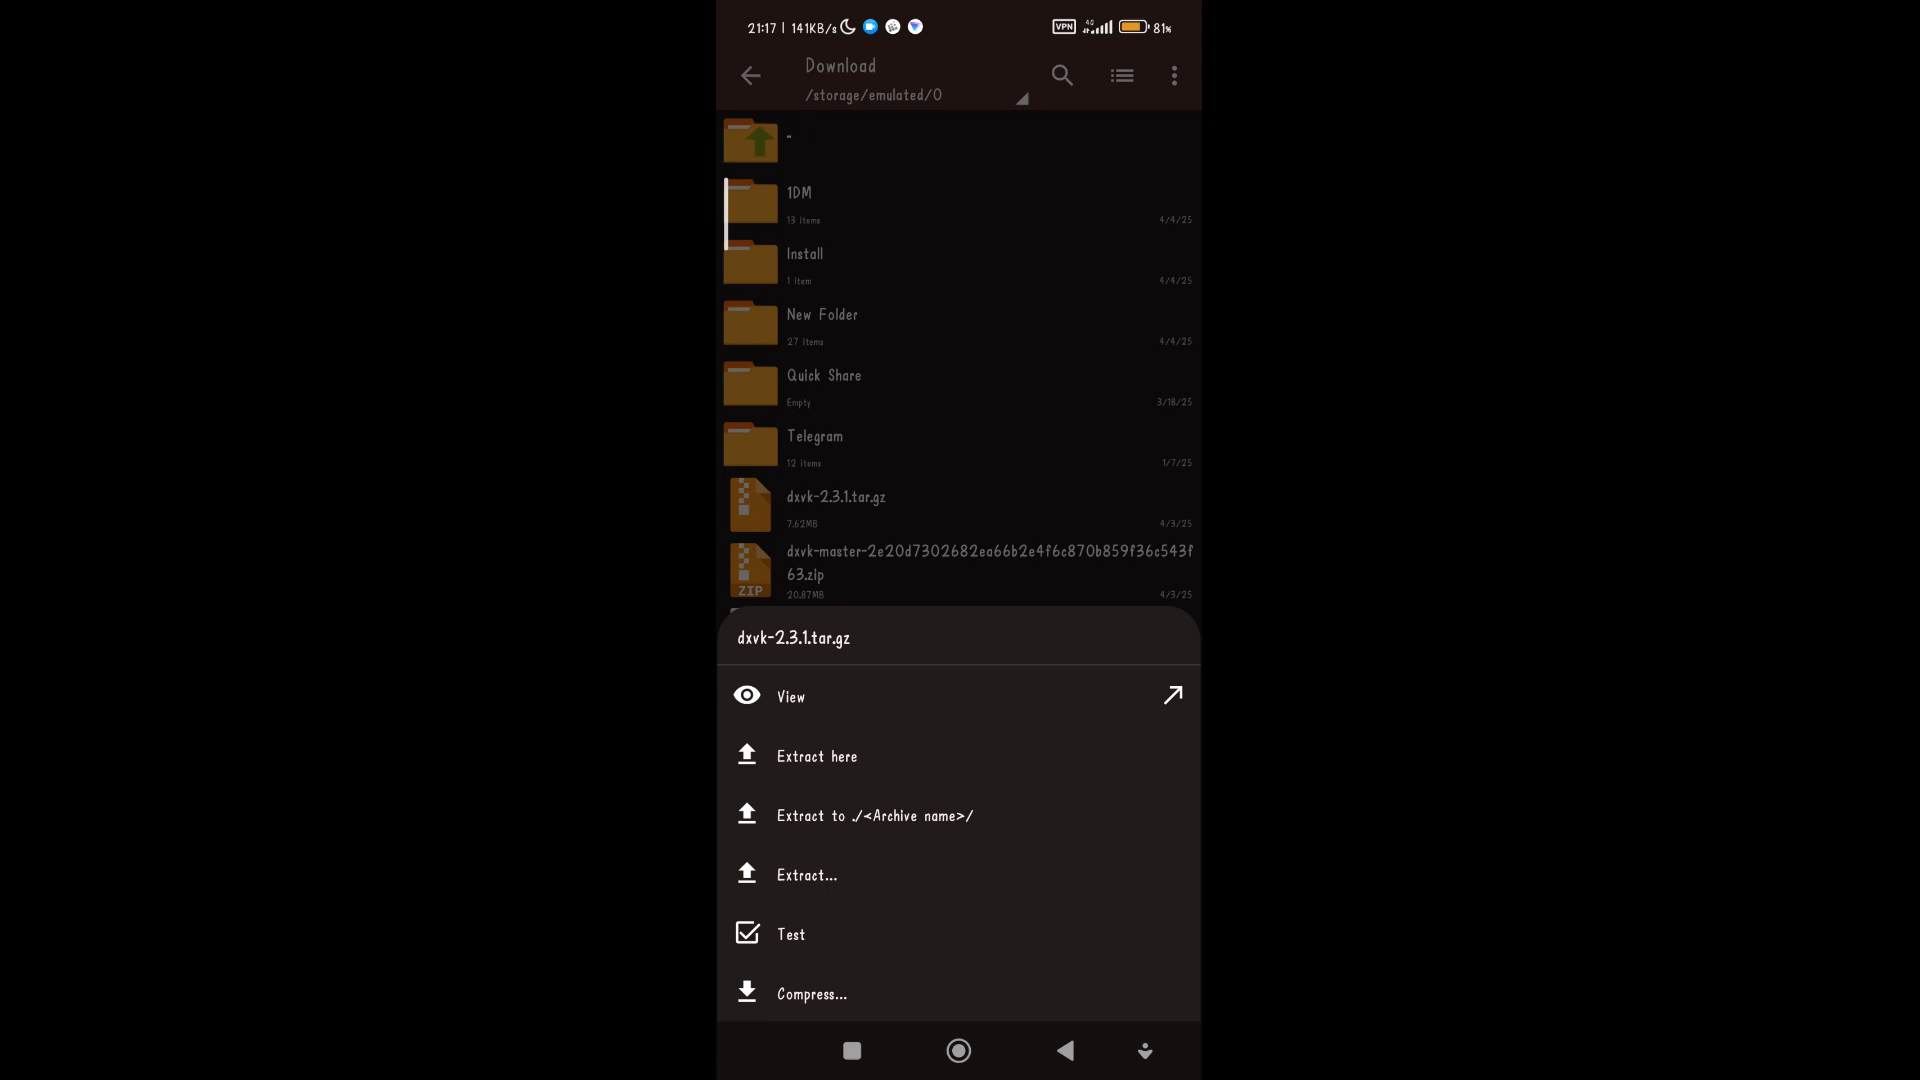 21:17 | 141KB/s
VPN
4G
81%
Download
/storage/emulated/0
1DM
13 items
4/4/25
Install
1 item
4/4/25
New Folder
27 items
4/4/25
Quick Share
Empty
3/18/25
Telegram
12 items
1/7/25
dxvk-2.3.1.tar.gz
7.62MB
4/3/25
dxvk-master-2e20d7302682ea66b2e4f6c870b859f36c543f
63.zip
ZIP
20.87MB
4/3/25
dxvk-2.3.1.tar.gz
View
Extract here
Extract to ./<Archive name>/
Extract...
Test
Compress...